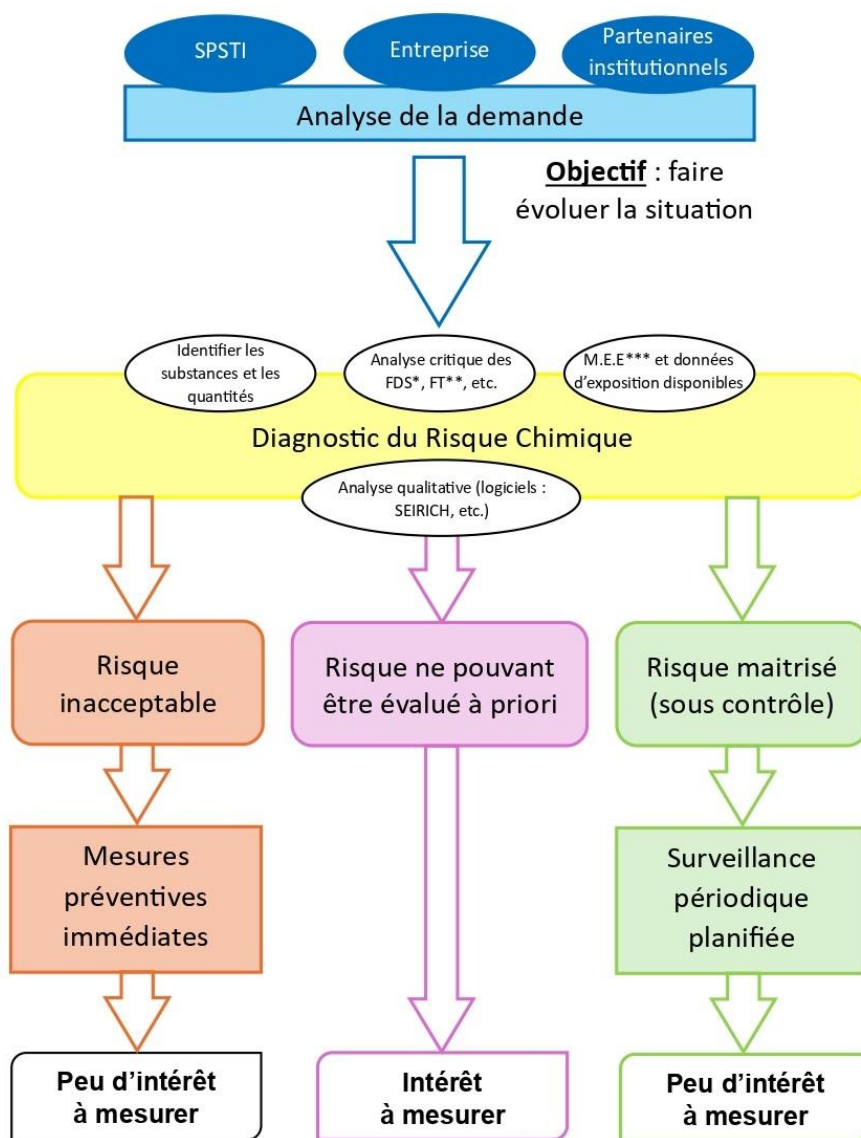 SPSTI
Entreprise
Partenaires
institutionnels
Analyse de la demande
Objectif : faire
évoluer la situation
Identifier les
substances et les
quantités
Analyse critique des
FDS*, FT**, etc.
M.E.E*** et données
d'exposition disponibles
Diagnostic du Risque Chimique
Analyse qualitative (logiciels :
SEIRICH, etc.)
Risque
inacceptable
Risque ne pouvant
être évalué à priori
Risque maitrisé
(sous contrôle)
Mesures
préventives
immédiates
Surveillance
périodique
planifiée
Peu d'intérêt
à mesurer
Intérêt
à mesurer
Peu d'intérêt
à mesurer